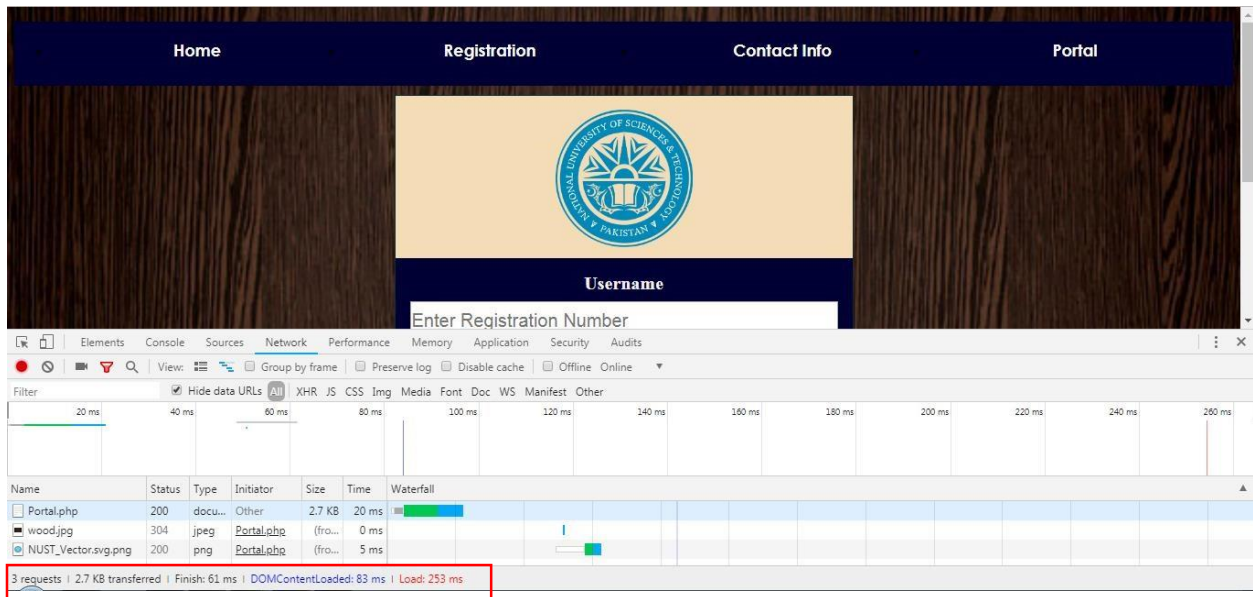 Home Registration Contact Info Portal
NATIONAL UNIVERSITY OF SCIENCES & TECHNOLOGY
PAKISTAN
Username
Enter Registration Number
Elements Console Sources Network Performance Memory Application Security Audits
View: Group by frame Preserve log Disable cache Offline Online
Filter Hide data URLs All XHR JS CSS Img Media Font Doc WS Manifest Other
20 ms 40 ms 60 ms 80 ms 100 ms 120 ms 140 ms 160 ms 180 ms 200 ms 220 ms 240 ms 260 ms
Name Status Type Initiator Size Time Waterfall
Portal.php 200 docu... Other 2.7 KB 20 ms
wood.jpg 304 jpeg Portal.php (fro... 0 ms
NUST_Vector.svg.png 200 png Portal.php (fro... 5 ms
3 requests | 2.7 KB transferred | Finish: 61 ms | DOMContentLoaded: 83 ms | Load: 253 ms